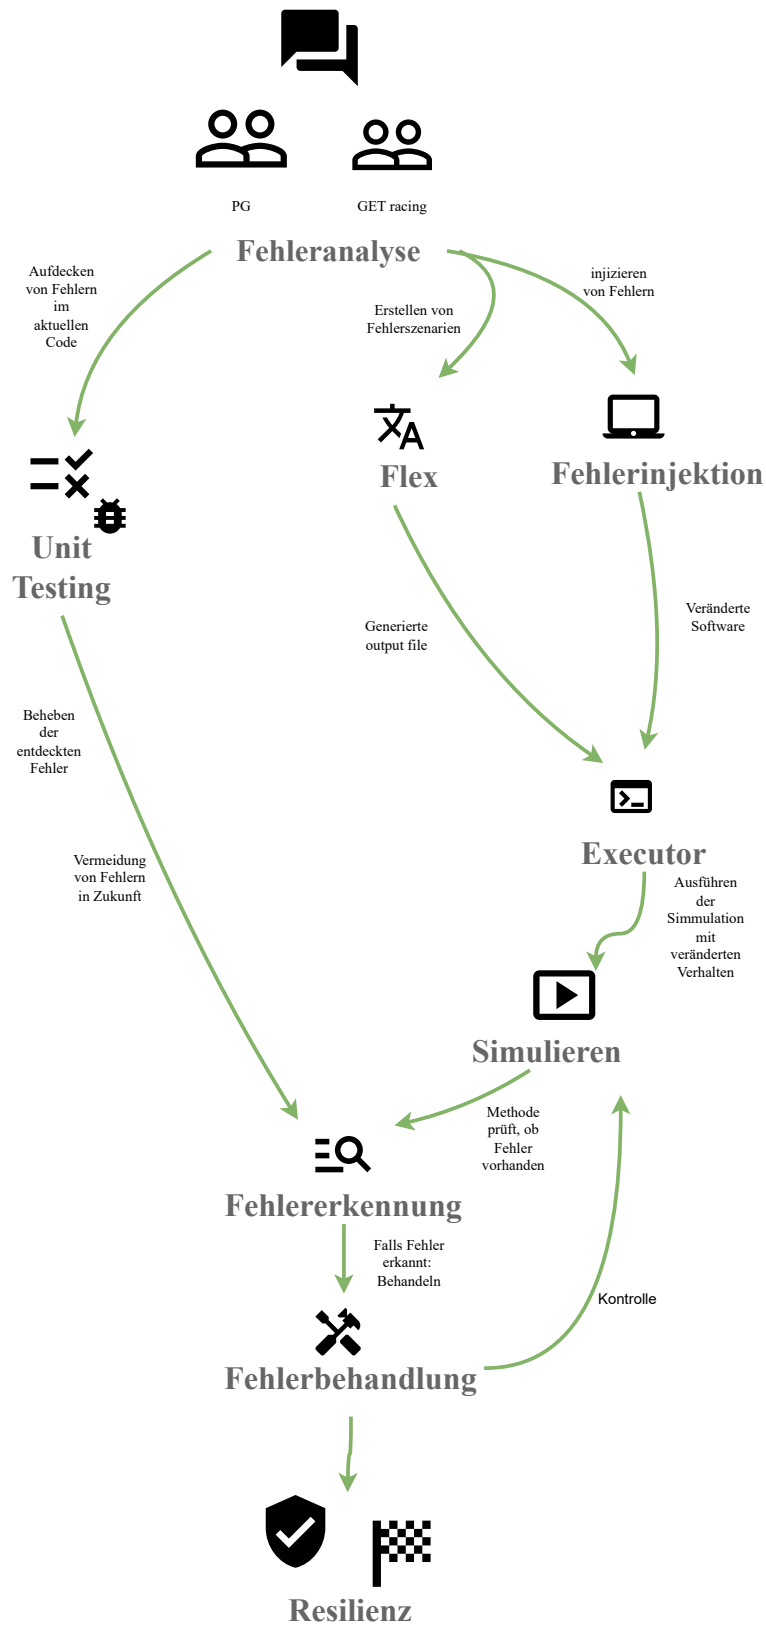 PG
GET racing
Fehleranalyse
Aufdecken
von Fehlern
im
aktuellen
Code
Erstellen von
Fehlerszenarien
injizieren
von Fehlern
Flex
Fehlerinjektion
Unit
Testing
Generierte
output file
Veränderte
Software
Beheben
der
entdeckten
Fehler
Vermeidung
von Fehlern
in Zukunft
Executor
Ausführen
der
Simmulation
mit
veränderten
Verhalten
Simulieren
Methode
prüft, ob
Fehler
vorhanden
Fehlererkennung
Falls Fehler
erkannt:
Behandeln
Kontrolle
Fehlerbehandlung
Resilienz